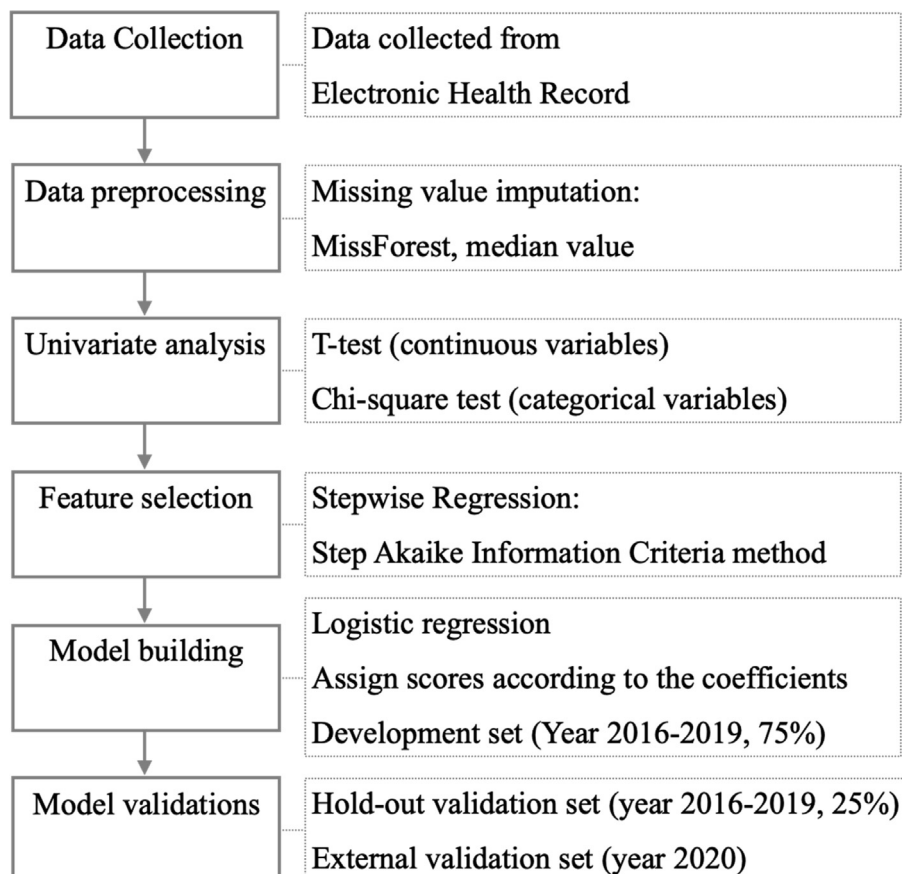 Data Collection
Data collected from
Electronic Health Record
Data preprocessing
Missing value imputation:
MissForest, median value
Univariate analysis
T-test (continuous variables)
Chi-square test (categorical variables)
Feature selection
Stepwise Regression:
Step Akaike Information Criteria method
Model building
Logistic regression
Assign scores according to the coefficients
Development set (Year 2016-2019, 75%)
Model validations
Hold-out validation set (year 2016-2019, 25%)
External validation set (year 2020)